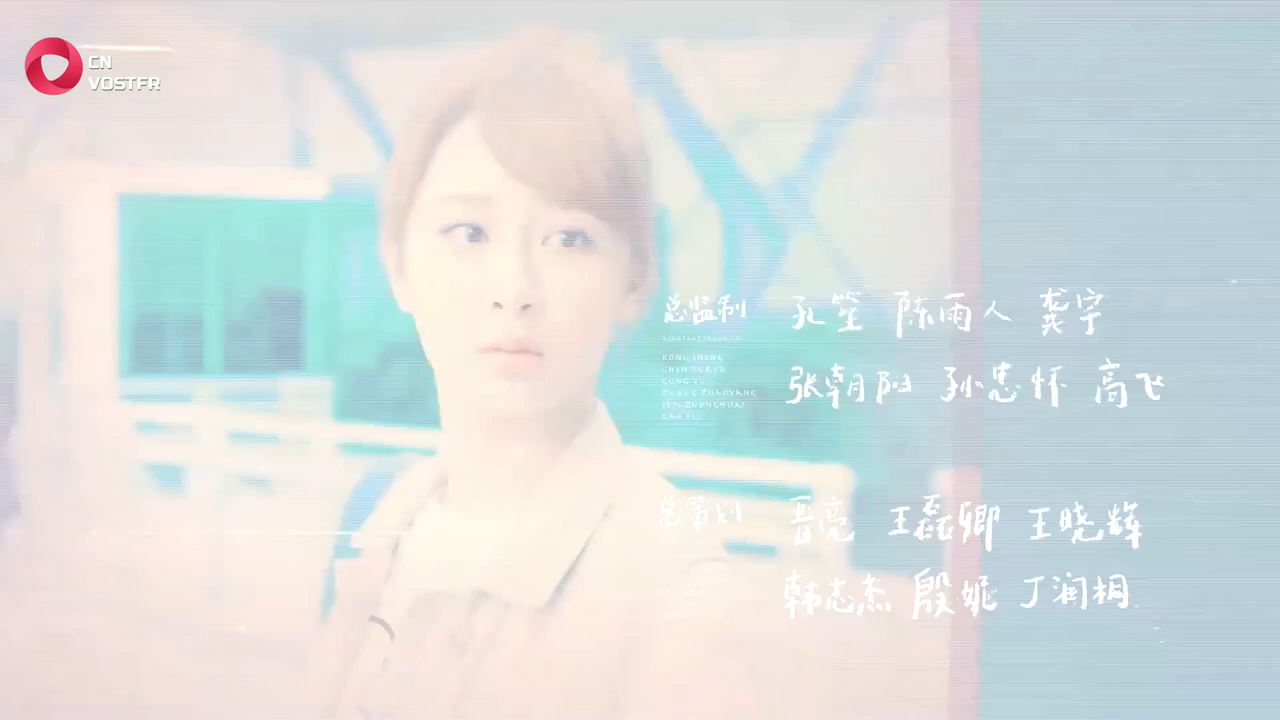 CN
VOSTFR
总监制 孔笙 陈雨人 龚宇
KONG SHENG
CHEN YUREN
GONG YU
张朝阳 孙忠怀 高飞
ZHANG ZHAOYANG
SUN ZHONGHUAI
GAO FEI
总策划 晋亮 王磊卿 王晓辉
韩志杰 殷妮 丁润桐